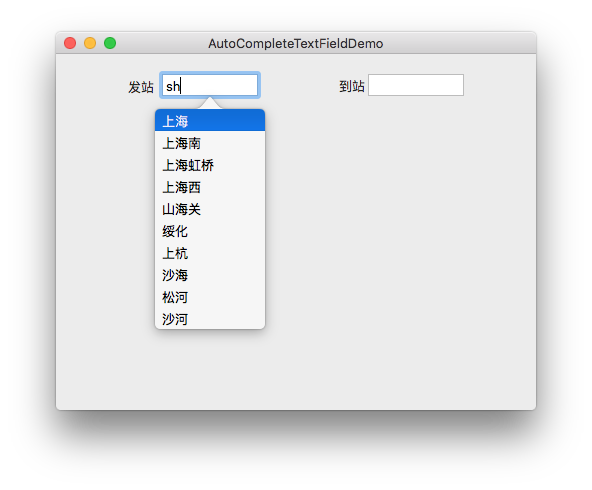 AutoCompleteTextFieldDemo
发站 sh 到站
上海
上海南
上海虹桥
上海西
山海关
绥化
上杭
沙海
松河
沙河